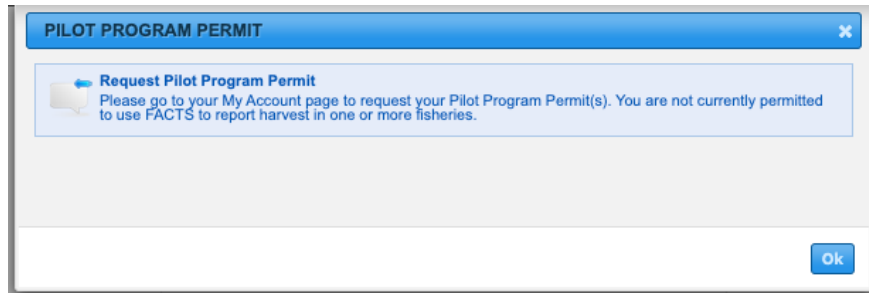 PILOT PROGRAM PERMIT
Request Pilot Program Permit
Please go to your My Account page to request your Pilot Program Permit(s). You are not currently permitted
to use FACTS to report harvest in one or more fisheries.
Ok